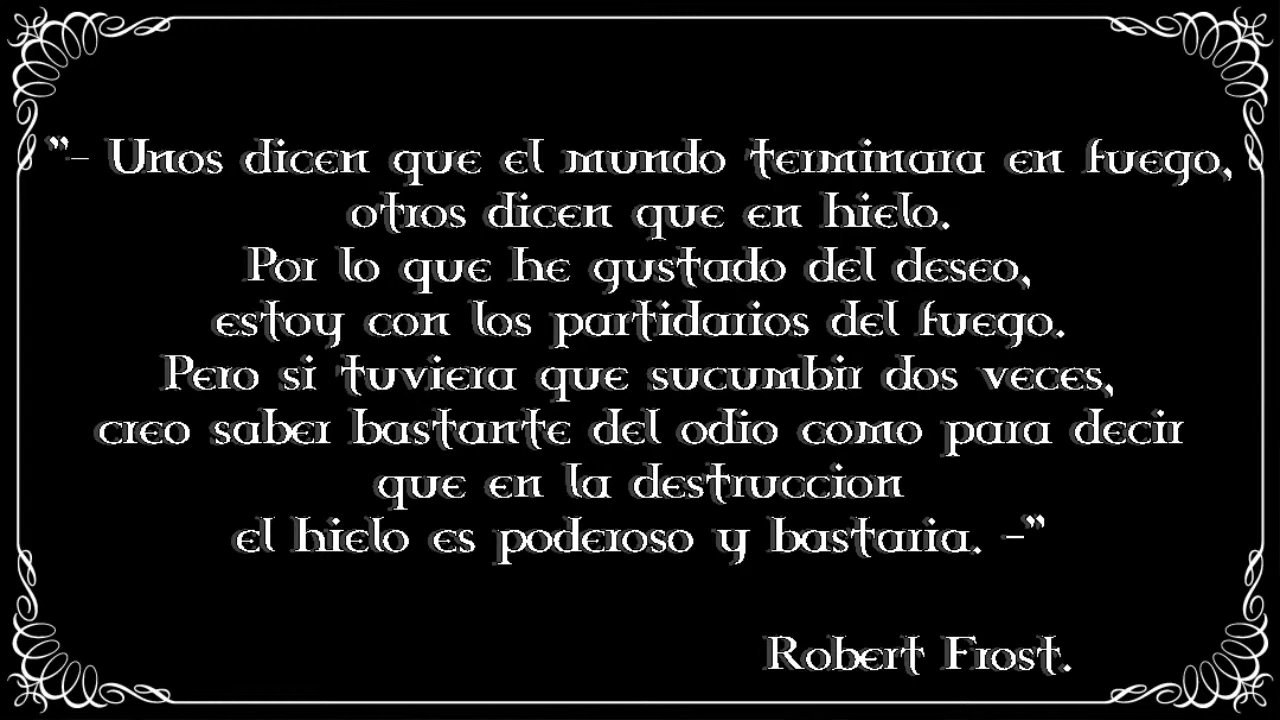 "- Unos dicen que el mundo terminara en fuego,
otros dicen que en hielo.
Por lo que he gustado del deseo,
estoy con los partidarios del fuego.
Pero si tuviera que sucumbir dos veces,
creo saber bastante del odio como para decir
que en la destruccion
el hielo es poderoso y bastaria. -"
Robert Frost.